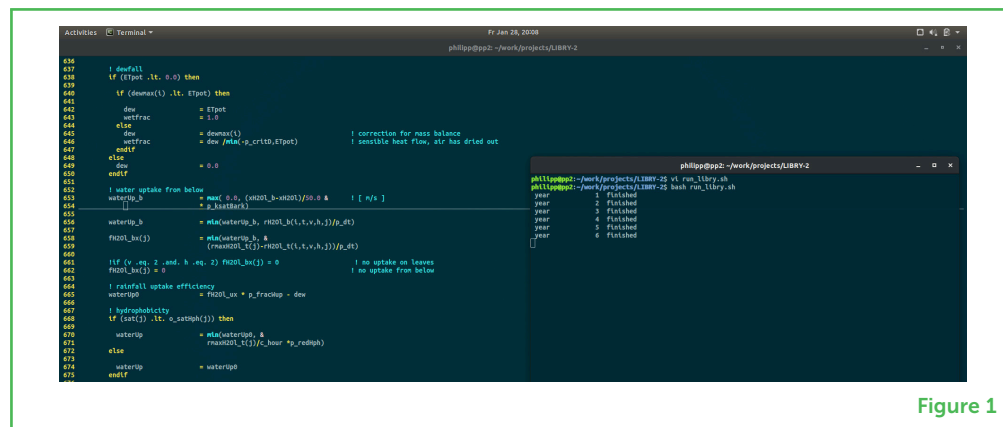 Activities Terminal Fr Jan 28, 20:08
philipp@pp2: ~/work/projects/LIBRY-2
636
637 ! dewfall
638 if (ETpot .lt. 0.0) then
639
640 if (dewmax(i) .lt. ETpot) then
641
642 dew = ETpot
643 wetfrac = 1.0
644 else
645 dew = dewmax(i) ! correction for mass balance
646 wetfrac = dew /min(-p_critD,ETpot) ! sensible heat flow, air has dried out
647 endif
648 else
649 dew = 0.0
650 endif
651
652 ! water uptake from below
653 waterUp_b = max( 0.0, (xH2Ol_b-xH2Ol)/50.0 & ! [ m/s ]
654 * p_ksatBark)
655
656 waterUp_b = min(waterUp_b, rH2Ol_b(i,t,v,h,j)/p_dt)
657
658 fH2Ol_bx(j) = min(waterUp_b, &
659 (rmaxH2Ol_t(j)-rH2Ol_t(i,t,v,h,j))/p_dt)
660
661 !if (v .eq. 2 .and. h .eq. 2) fH2Ol_bx(j) = 0 ! no uptake on leaves
662 fH2Ol_bx(j) = 0 ! no uptake from below
663
664 ! rainfall uptake efficiency
665 waterUp0 = fH2Ol_ux * p_fracWup - dew
666
667 ! hydrophobicity
668 if (sat(j) .lt. o_satHph(j)) then
669
670 waterUp = min(waterUp0, &
671 rmaxH2Ol_t(j)/c_hour *p_redHph)
672 else
673
674 waterUp = waterUp0
675 endif
philipp@pp2: ~/work/projects/LIBRY-2
philipp@pp2:~/work/projects/LIBRY-2$ vi run_libry.sh
philipp@pp2:~/work/projects/LIBRY-2$ bash run_libry.sh
year 1 finished
year 2 finished
year 3 finished
year 4 finished
year 5 finished
year 6 finished
Figure 1